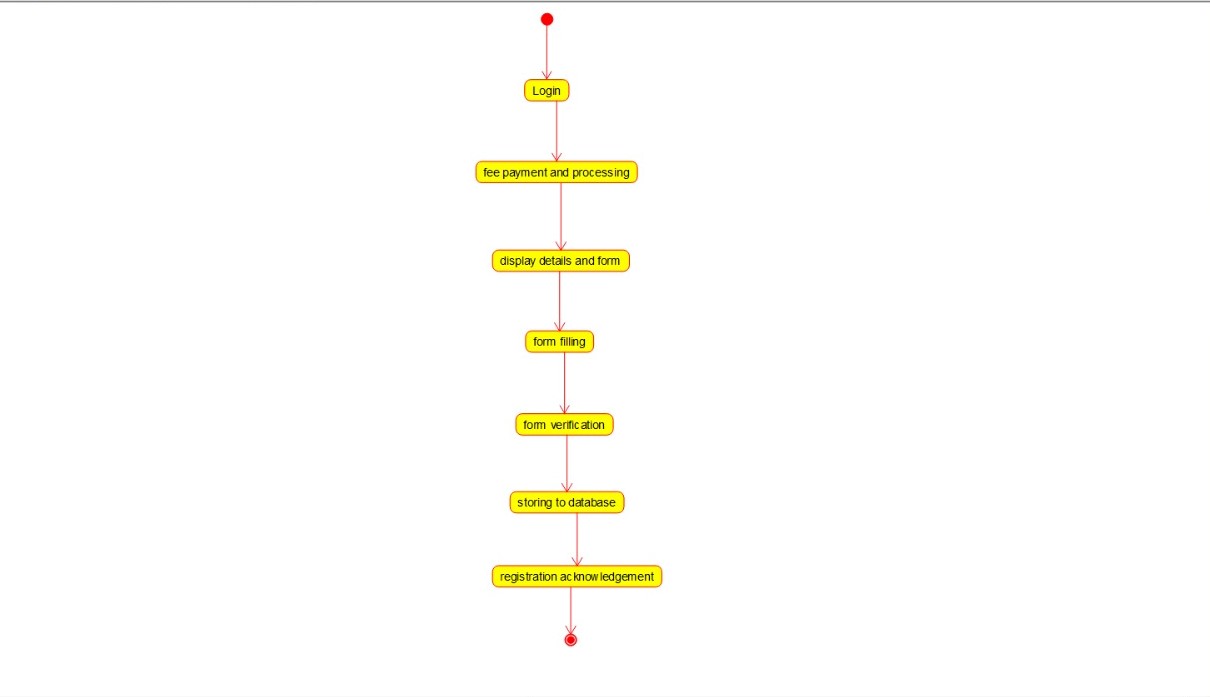 Login
fee payment and processing
display details and form
form filling
form verification
storing to database
registration acknowledgement